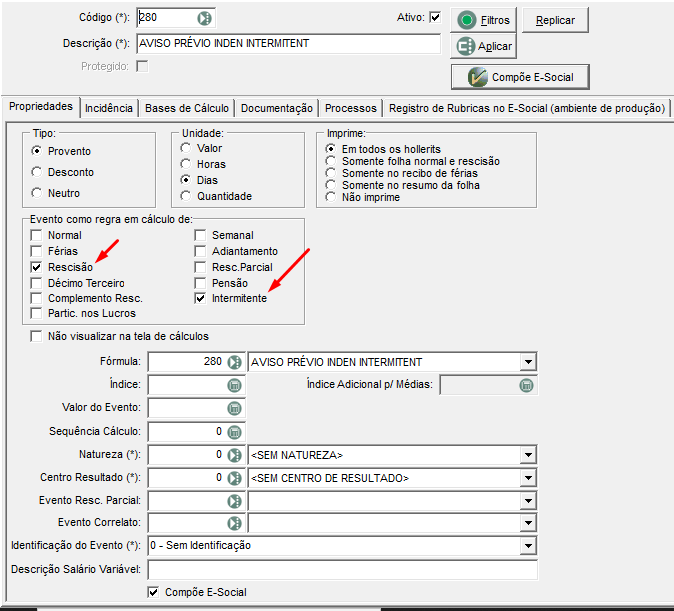 Código (*): 280 Ativo: Filtros Replicar
Descrição (*): AVISO PRÉVIO INDEN INTERMITENT Aplicar
Protegido: Compõe E-Social
Propriedades Incidência Bases de Cálculo Documentação Processos Registro de Rubricas no E-Social (ambiente de produção)
Tipo:
Provento
Desconto
Neutro
Unidade:
Valor
Horas
Dias
Quantidade
Imprime:
Em todos os hollerits
Somente folha normal e rescisão
Somente no recibo de férias
Somente no resumo da folha
Não imprime
Evento como regra em cálculo de:
Normal Semanal
Férias Adiantamento
Rescisão Resc.Parcial
Décimo Terceiro Pensão
Complemento Resc. Intermitente
Partic. nos Lucros
Não visualizar na tela de cálculos
Fórmula: 280 AVISO PRÉVIO INDEN INTERMITENT
Índice: Índice Adicional p/ Médias:
Valor do Evento:
Sequência Cálculo: 0
Natureza (*): 0 <SEM NATUREZA>
Centro Resultado (*): 0 <SEM CENTRO DE RESULTADO>
Evento Resc. Parcial:
Evento Correlato:
Identificação do Evento (*): 0 - Sem Identificação
Descrição Salário Variável:
Compõe E-Social